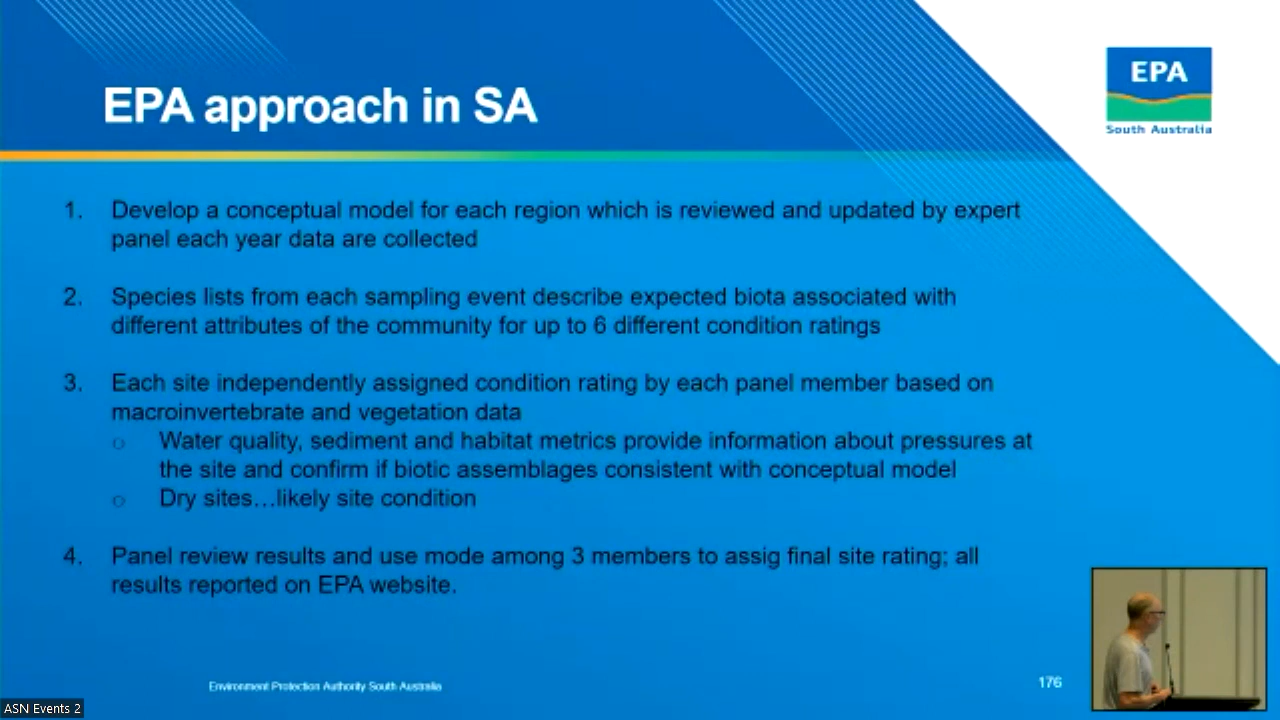 EPA approach in SA
EPA
South Australia
1. Develop a conceptual model for each region which is reviewed and updated by expert
panel each year data are collected
2. Species lists from each sampling event describe expected biota associated with
different attributes of the community for up to 6 different condition ratings
3. Each site independently assigned condition rating by each panel member based on
macroinvertebrate and vegetation data
o Water quality, sediment and habitat metrics provide information about pressures at
the site and confirm if biotic assemblages consistent with conceptual model
o Dry sites…likely site condition
4. Panel review results and use mode among 3 members to assig final site rating; all
results reported on EPA website.
Environment Protection Authority South Australia
176
ASN Events 2